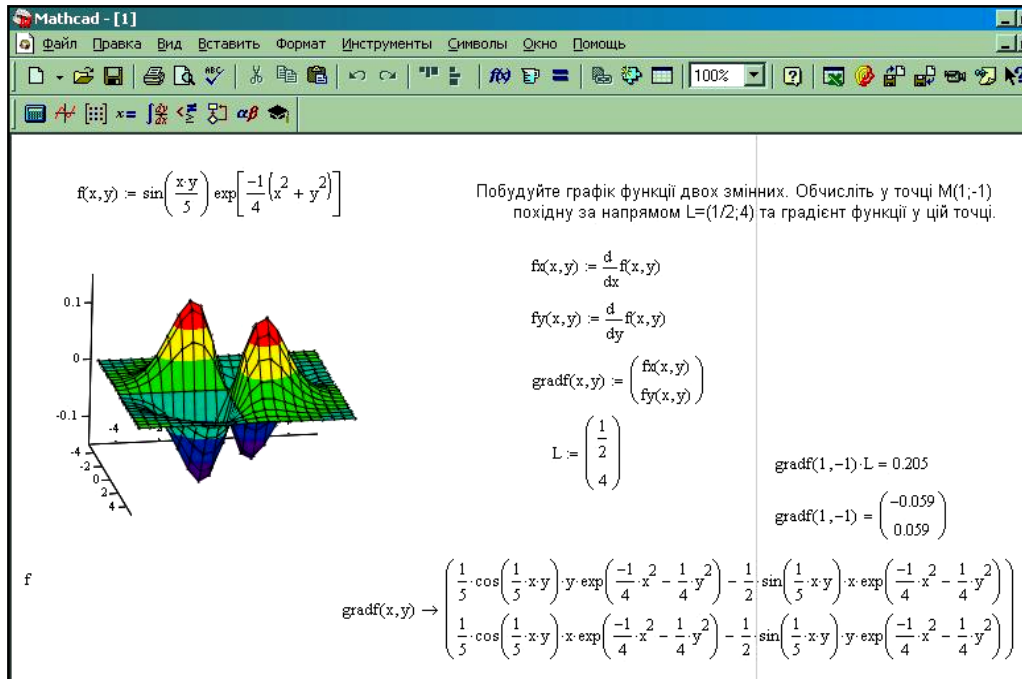 Mathcad - [1]
Файл Правка Вид Вставить Формат Инструменты Символы Окно Помощь
100%
f(x,y) := sin(x·y/5) exp[-1/4(x^2 + y^2)]
Побудуйте графік функції двох змінних. Обчисліть у точці M(1;-1)
похідну за напрямом L=(1/2;4) та градієнт функції у цій точці.
fx(x,y) := d/dx f(x,y)
fy(x,y) := d/dy f(x,y)
gradf(x,y) := (fx(x,y) fy(x,y))
L := (1/2 4)
gradf(1,-1)·L = 0.205
gradf(1,-1) = (-0.059 0.059)
0.1
0
-0.1
-4
-4
-2
0
2
4
f
gradf(x,y) → (1/5·cos(1/5·x·y)·y·exp(-1/4·x^2 - 1/4·y^2) - 1/2·sin(1/5·x·y)·x·exp(-1/4·x^2 - 1/4·y^2)
1/5·cos(1/5·x·y)·x·exp(-1/4·x^2 - 1/4·y^2) - 1/2·sin(1/5·x·y)·y·exp(-1/4·x^2 - 1/4·y^2))